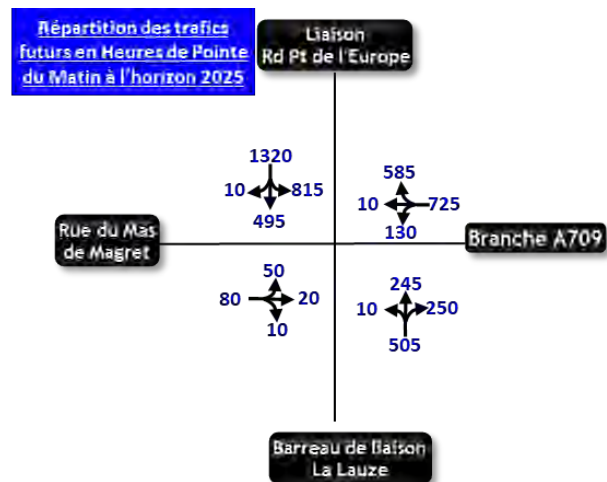 Répartition des trafics
futurs en Heures de Pointe
du Matin à l'horizon 2025
Liaison
Rd Pt de l'Europe
1320
10 815
495
585
10 725
130
Rue du Mas
de Magret
Branche A709
50
80 20
10
245
10 250
505
Barreau de liaison
La Lauze